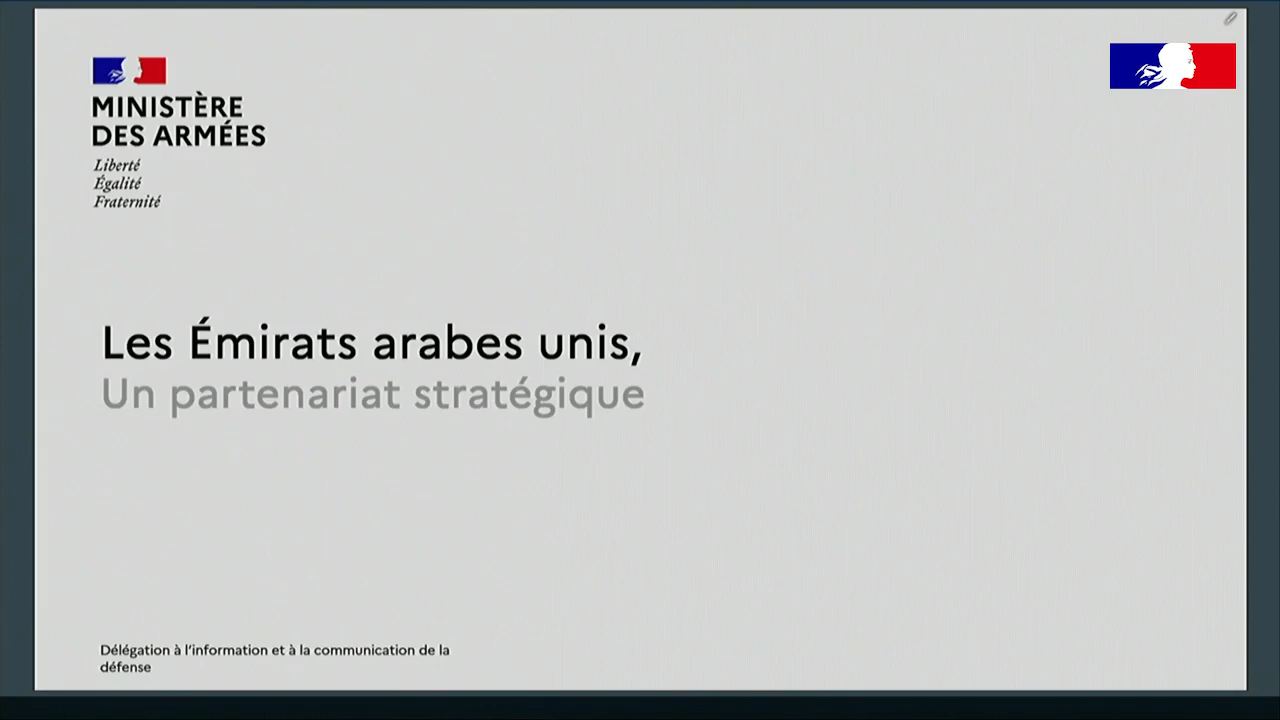 MINISTÈRE
DES ARMÉES
Liberté
Égalité
Fraternité
Les Émirats arabes unis,
Un partenariat stratégique
Délégation à l'information et à la communication de la
défense